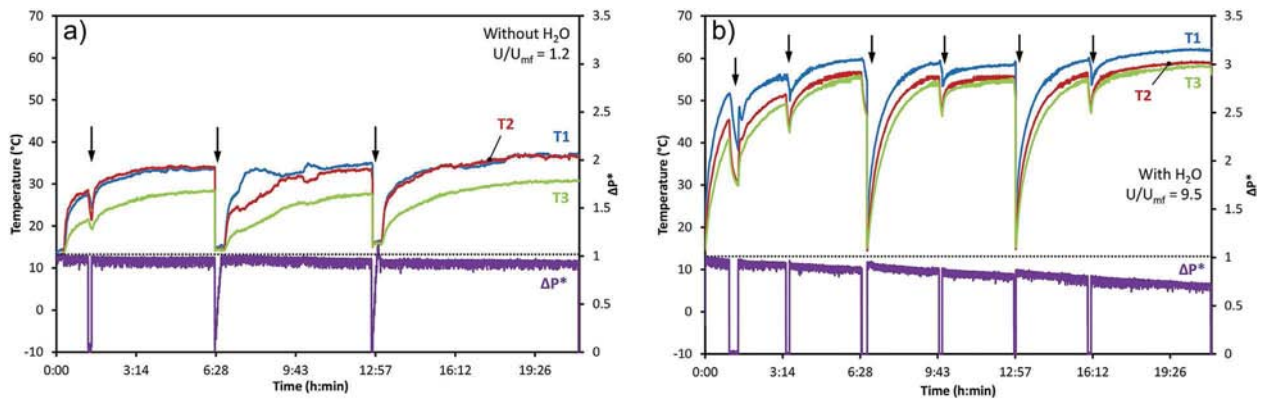 a)
Without H2O
U/Umf = 1.2
T2
T1
T3
ΔP*
Temperature (°C)
70
60
50
40
30
20
10
0
-10
3.5
3
2.5
2
1.5
1
0.5
0
ΔP*
0:00 3:14 6:28 9:43 12:57 16:12 19:26
Time (h:min)
b)
T1
T2
T3
With H2O
U/Umf = 9.5
ΔP*
Temperature (°C)
70
60
50
40
30
20
10
0
-10
3.5
3
2.5
2
1.5
1
0.5
0
ΔP*
0:00 3:14 6:28 9:43 12:57 16:12 19:26
Time (h:min)